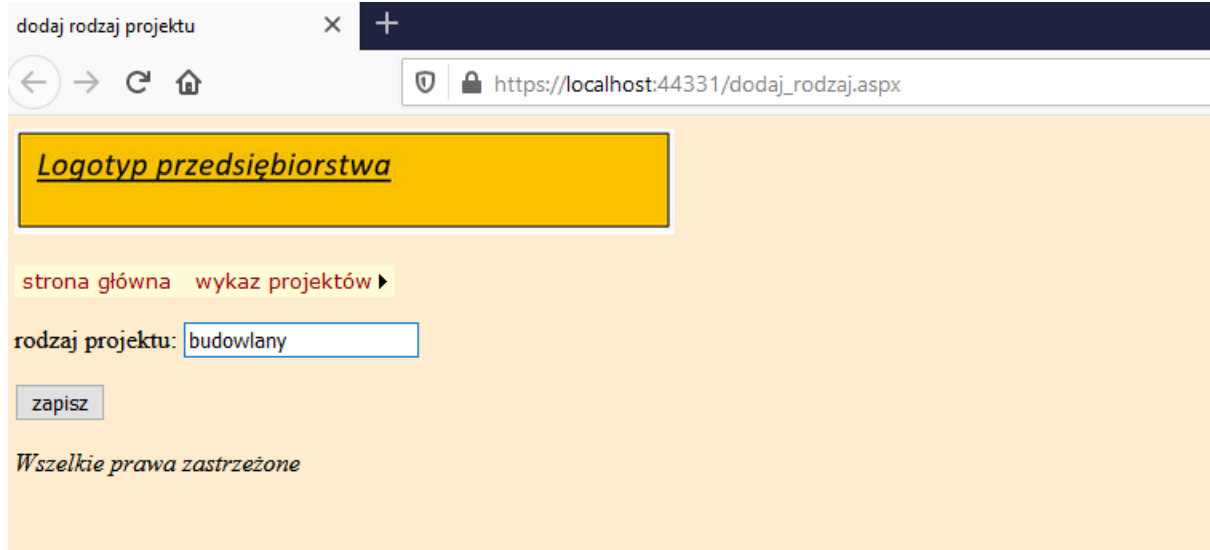 dodaj rodzaj projektu
https://localhost:44331/dodaj_rodzaj.aspx
Logotyp przedsiębiorstwa
strona główna wykaz projektów
rodzaj projektu: budowlany
zapisz
Wszelkie prawa zastrzeżone